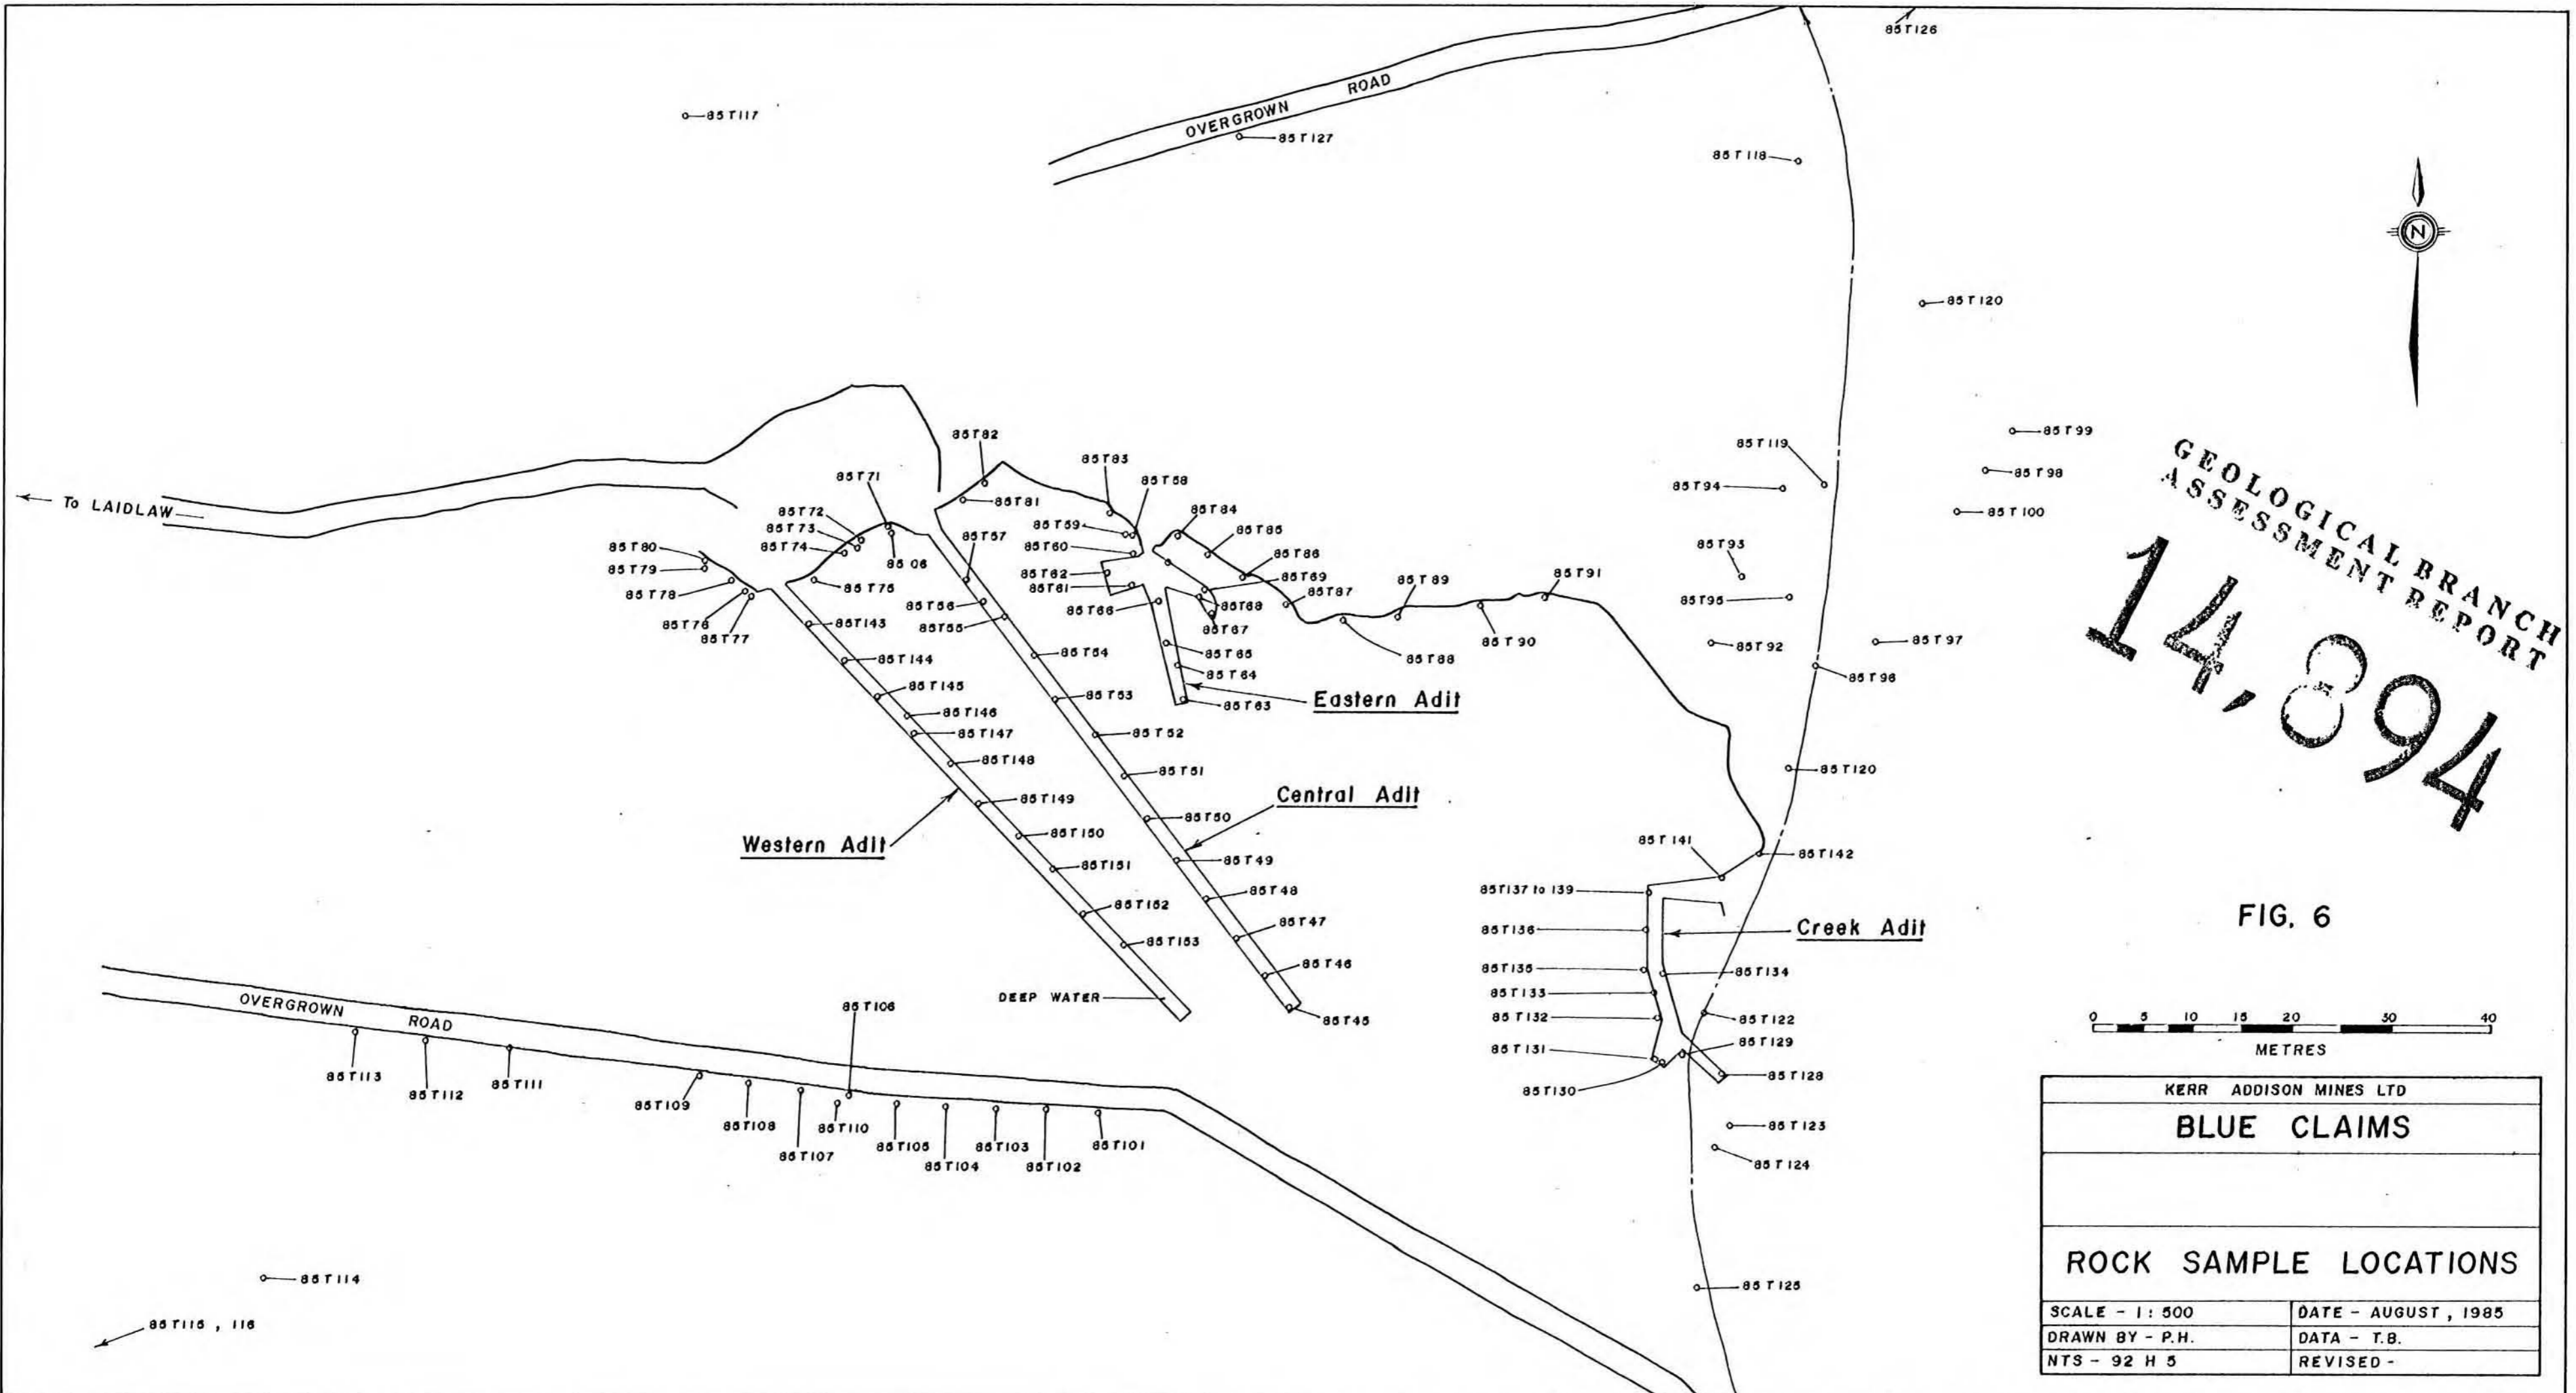 85T126
85T117
OVERGROWN ROAD
85T127
85T118
N
85T120
85T99
85T98
85T100
85T119
85T94
85T93
85T95
85T92
85T97
85T96
85T120
GEOLOGICAL BRANCH
ASSESSMENT REPORT
14,894
To LAIDLAW
85T82
85T83
85T58
85T71
85T81
85T72
85T73
85T74
85T59
85T84
85T85
85T57
85T60
85T86
85T80
85T79
85 06
85T62
85T69
85T89
85T91
85T78
85T75
85T61
85T87
85T56
85T66
85T68
85T76
85T77
85T143
85T55
85T67
85T90
85T88
85T144
85T54
85T65
85T64
85T145
85T53
85T63
Eastern Adit
85T146
85T147
85T52
85T148
85T51
85T149
Central Adit
85T50
85T150
Western Adit
85T49
85T151
85T48
85T152
85T47
85T153
85T46
DEEP WATER
85T45
85T141
85T142
85T137 to 139
85T136
Creek Adit
85T135
85T134
85T133
85T132
85T122
85T129
85T131
85T130
85T128
85T123
85T124
85T125
FIG. 6
0 5 10 15 20 30 40
METRES
OVERGROWN ROAD
85T106
85T113
85T112
85T111
85T109
85T108
85T107
85T110
85T105
85T104
85T103
85T102
85T101
85T114
85T115 , 116
KERR ADDISON MINES LTD
BLUE CLAIMS
ROCK SAMPLE LOCATIONS
SCALE - 1 : 500
DATE - AUGUST , 1985
DRAWN BY - P.H.
DATA - T.B.
NTS - 92 H 5
REVISED -